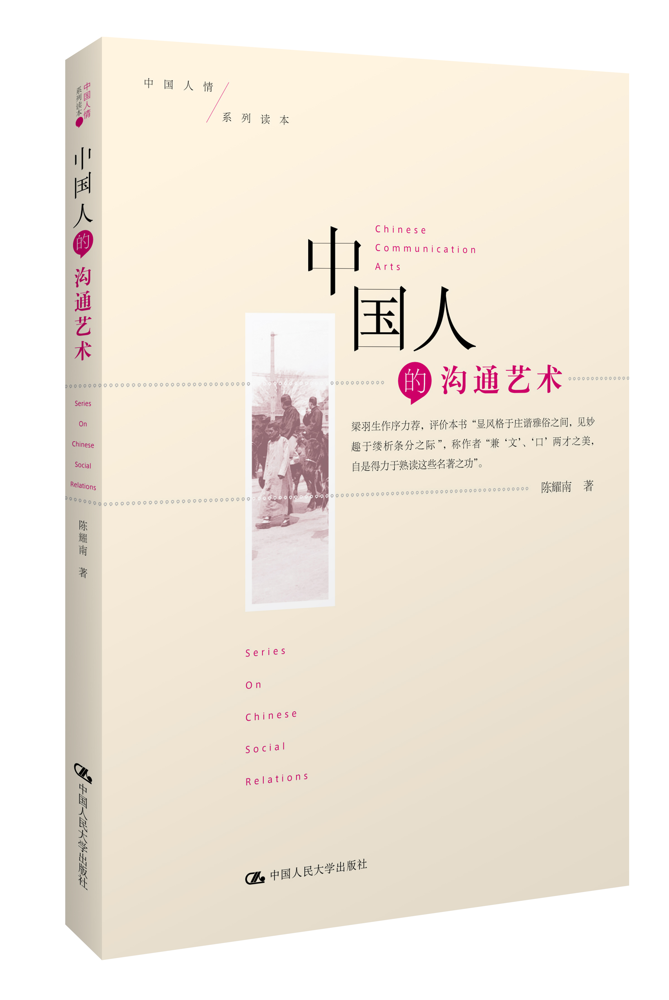 中国人情
系列读本
中国人的沟通艺术
Series
On
Chinese
Social
Relations
陈耀南 著
中国人民大学出版社
中国人情
系列读本
Chinese
Communication
Arts
中
国人
的沟通艺术
梁羽生作序力荐，评价本书“显风格于庄谐雅俗之间，见妙
趣于缕析条分之际”，称作者“兼‘文’、‘口’两才之美，
自是得力于熟读这些名著之功”。
陈耀南 著
Series
On
Chinese
Social
Relations
中国人民大学出版社